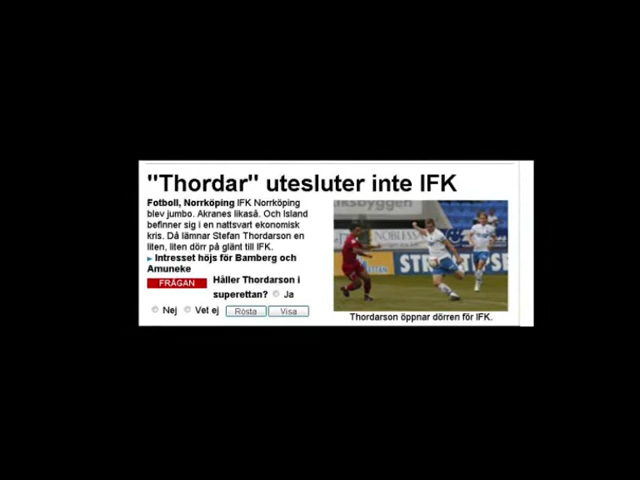 "Thordar" utesluter inte IFK
Fotboll, Norrköping IFK Norrköping
blev jumbo. Akranes likaså. Och Island
befinner sig i en nattsvart ekonomisk
kris. Då lämnar Stefan Thordarson en
liten, liten dörr på glänt till IFK.
Intresset höjs för Bamberg och
Amuneke
FRÅGAN
Håller Thordarson i
superettan? Ja
Nej Vet ej Rösta Visa
ksbyggen
NOBLESS
Thordarson öppnar dörren för IFK.